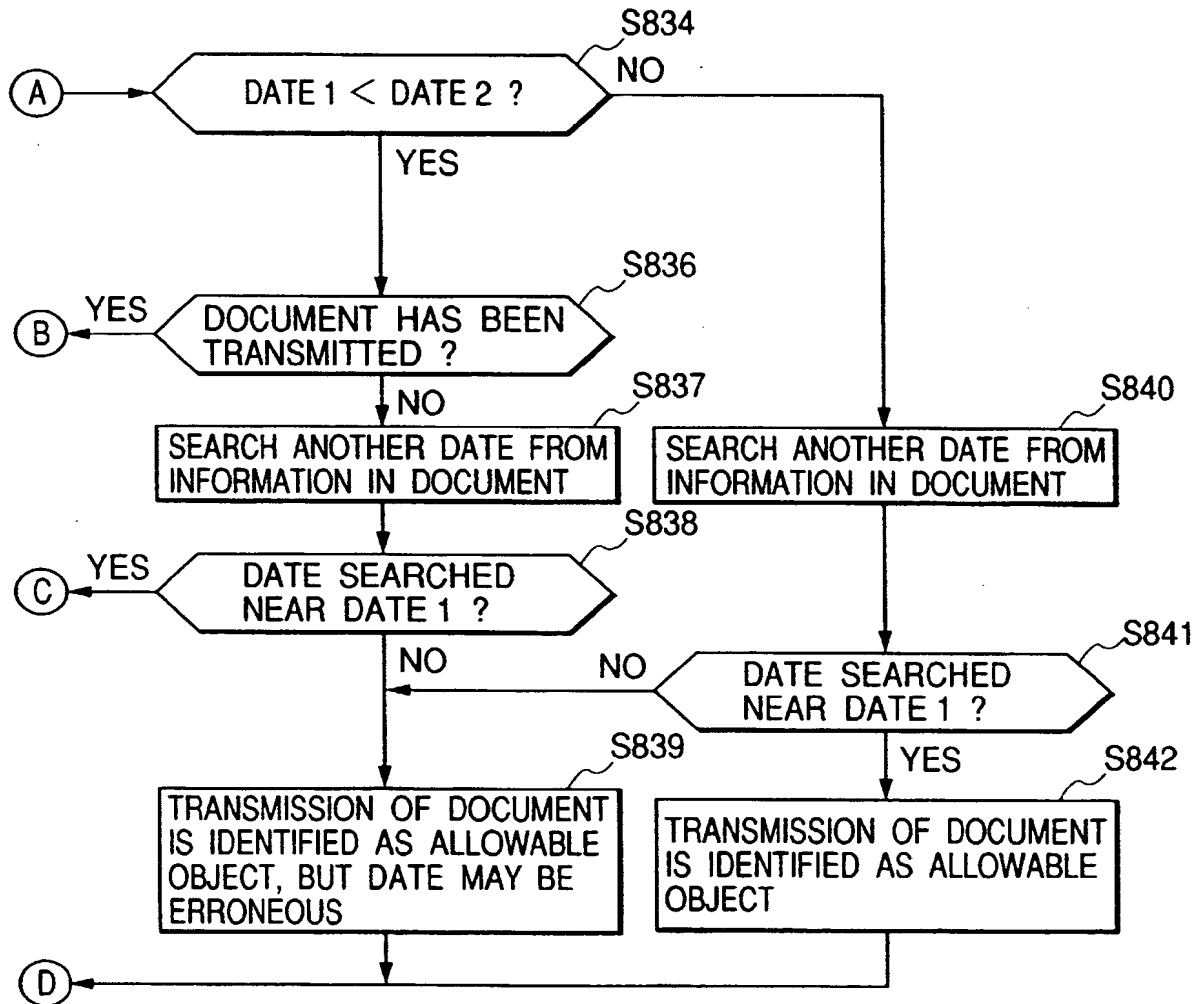 S834
A
DATE 1 < DATE 2 ?
NO
YES
S836
YES
B
DOCUMENT HAS BEEN
TRANSMITTED ?
NO
S837
SEARCH ANOTHER DATE FROM
INFORMATION IN DOCUMENT
S840
SEARCH ANOTHER DATE FROM
INFORMATION IN DOCUMENT
S838
YES
C
DATE SEARCHED
NEAR DATE 1 ?
NO
S841
NO
DATE SEARCHED
NEAR DATE 1 ?
YES
S839
TRANSMISSION OF DOCUMENT
IS IDENTIFIED AS ALLOWABLE
OBJECT, BUT DATE MAY BE
ERRONEOUS
S842
TRANSMISSION OF DOCUMENT
IS IDENTIFIED AS ALLOWABLE
OBJECT
D